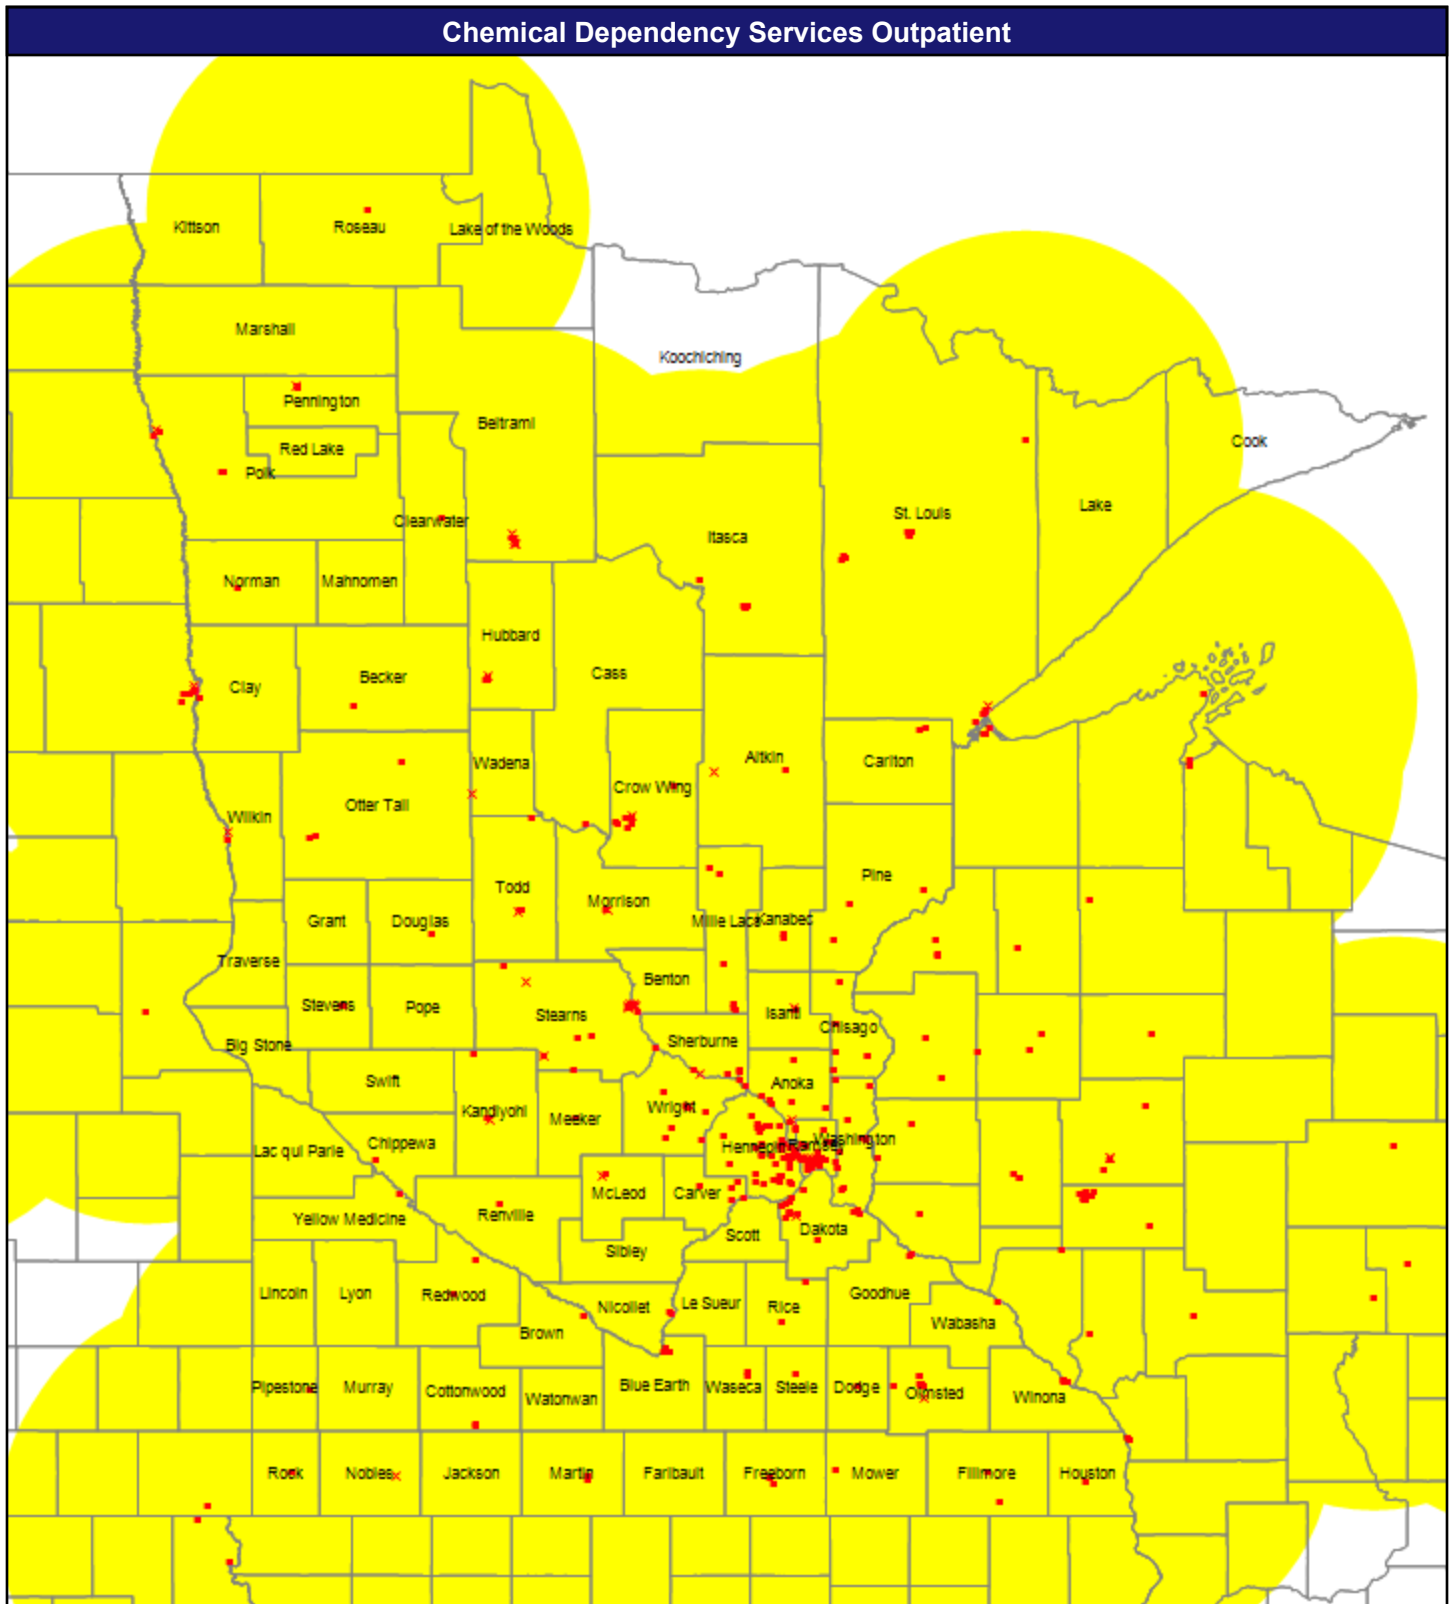 Chemical Dependency Services Outpatient
Kittson
Roseau
Lake of the Woods
Marshall
Koochiching
Pennington
Beltrami
Cook
Red Lake
Polk
Clearwater
St. Louis
Lake
Itasca
Norman
Mahnomen
Hubbard
Cass
Clay
Becker
Wadena
Aitkin
Carlton
Crow Wing
Otter Tail
Wilkin
Pine
Todd
Morrison
Grant
Douglas
Mille Lacs
Kanabec
Traverse
Benton
Stevens
Pope
Stearns
Isanti
Chisago
Big Stone
Sherburne
Swift
Anoka
Kandiyohi
Meeker
Wright
Lac qui Parle
Chippewa
Hennepin
Ramsey
Washington
McLeod
Carver
Yellow Medicine
Renville
Scott
Dakota
Sibley
Lincoln
Lyon
Redwood
Nicollet
Le Sueur
Rice
Goodhue
Brown
Wabasha
Pipestone
Murray
Cottonwood
Watonwan
Blue Earth
Waseca
Steele
Dodge
Olmsted
Winona
Rock
Nobles
Jackson
Martin
Faribault
Freeborn
Mower
Fillmore
Houston